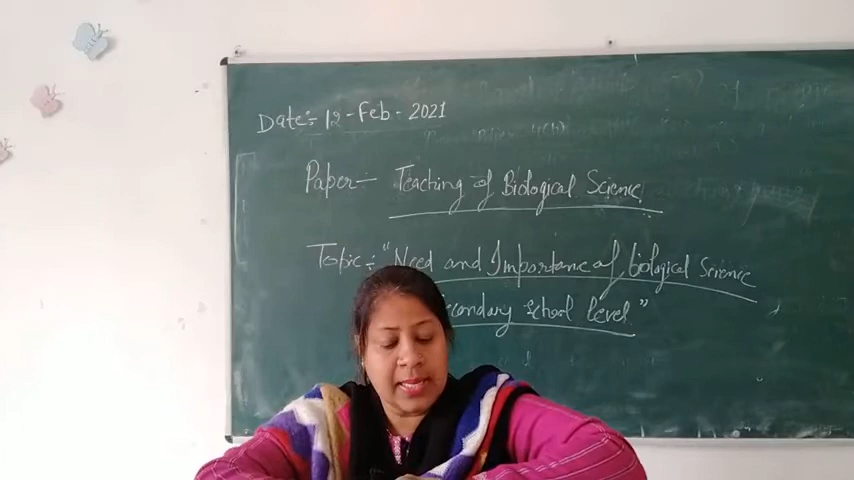 Date:- 12-Feb-2021
Paper- Teaching of Biological Science
Topic:- "Need and Importance of biological Science
secondary school level"